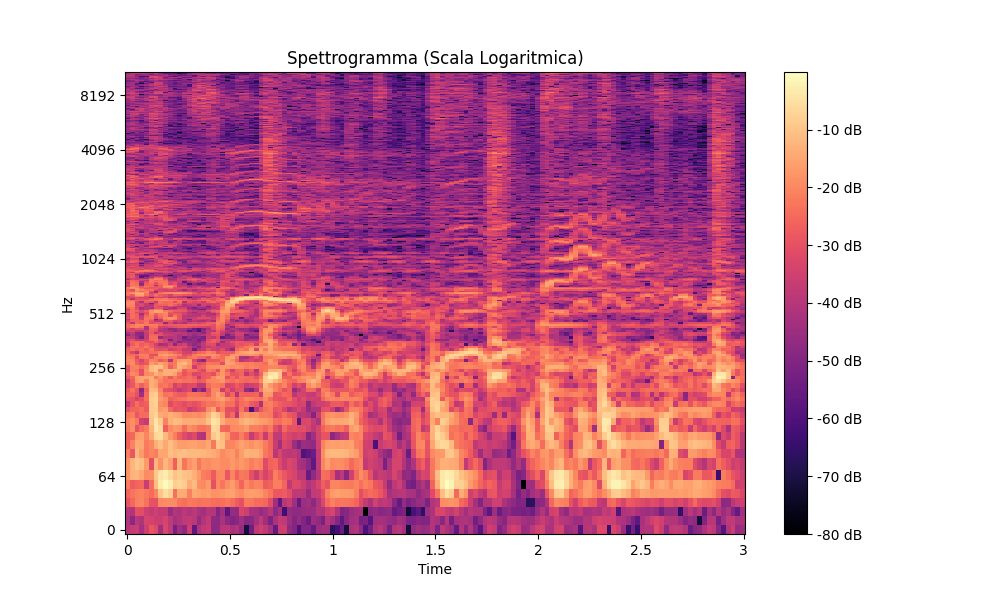 Spettrogramma (Scala Logaritmica)
Hz
8192
4096
2048
1024
512
256
128
64
0
0
0.5
1
1.5
2
2.5
3
Time
-10 dB
-20 dB
-30 dB
-40 dB
-50 dB
-60 dB
-70 dB
-80 dB